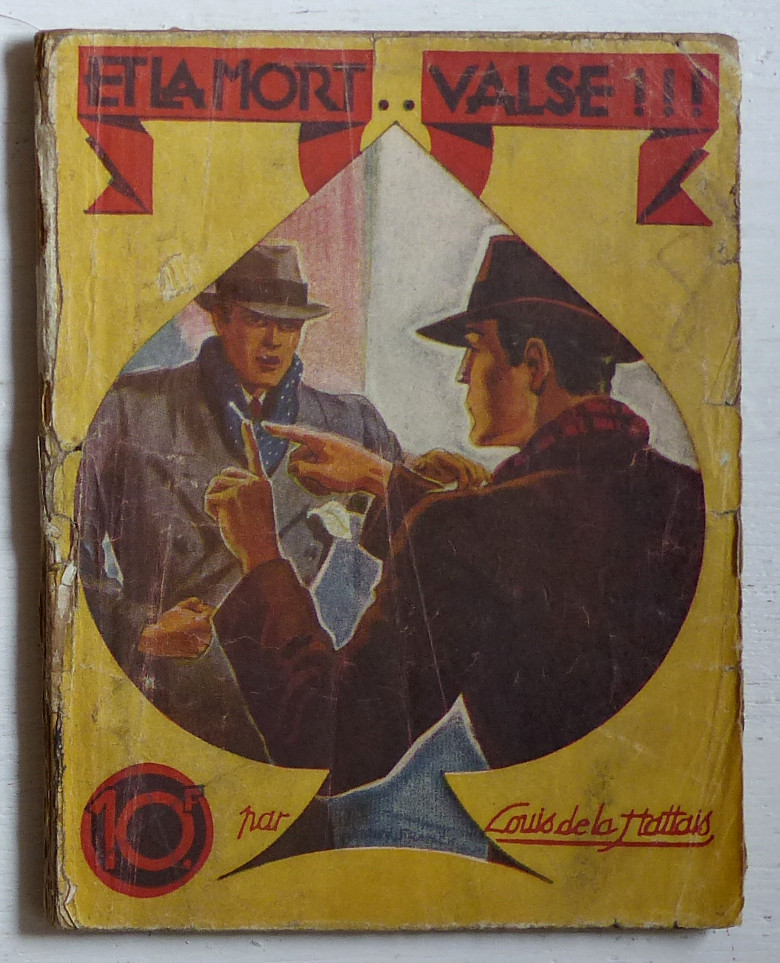 ET LA MORT .. VALSE!!!
10F
par Louis de la Hattais